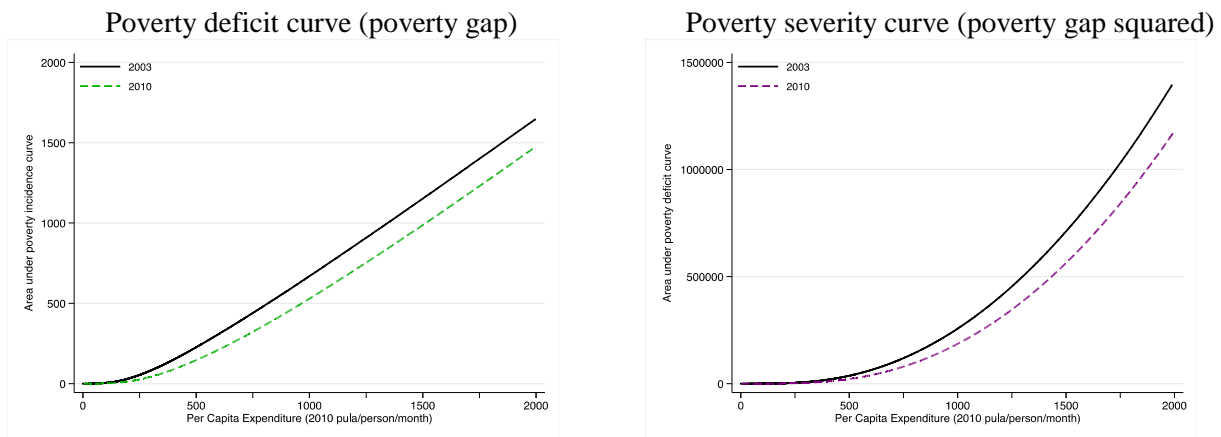 Poverty deficit curve (poverty gap)
2003
2010
2000
1500
1000
500
0
Area under poverty incidence curve
0 500 1000 1500 2000
Per Capita Expenditure (2010 pula/person/month)
Poverty severity curve (poverty gap squared)
2003
2010
1500000
1000000
500000
0
Area under poverty deficit curve
0 500 1000 1500 2000
Per Capita Expenditure (2010 pula/person/month)